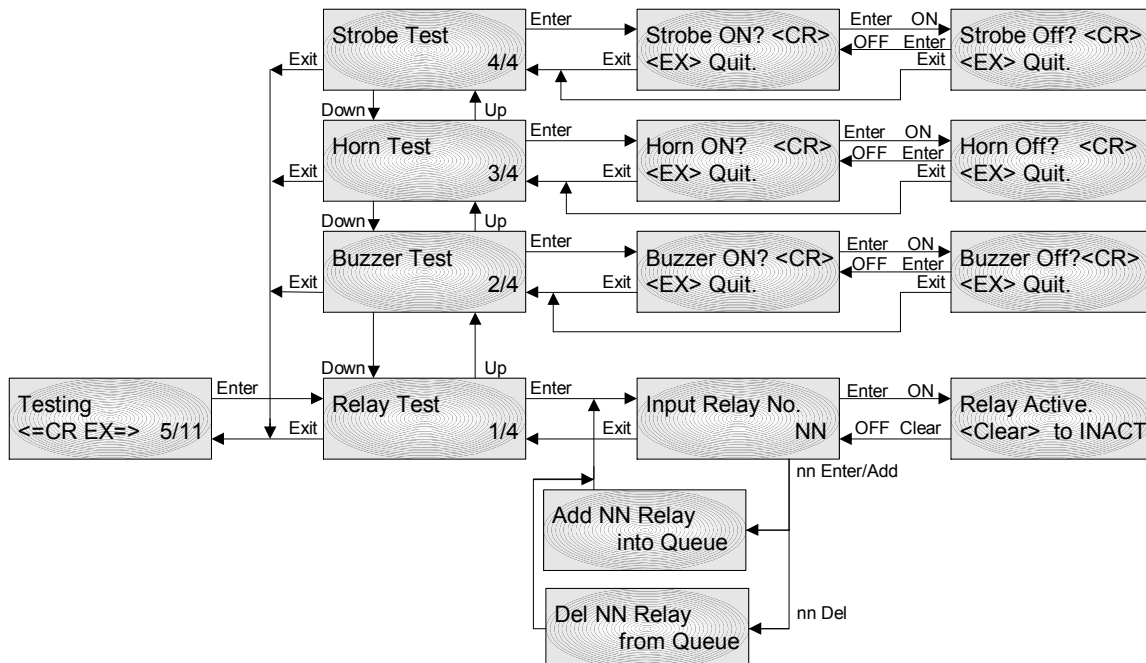 Strobe Test
4/4
Enter
Exit
Strobe ON? <CR>
<EX> Quit.
Enter ON
OFF Enter
Exit
Exit
Strobe Off? <CR>
<EX> Quit.
Down
Up
Horn Test
3/4
Enter
Exit
Horn ON? <CR>
<EX> Quit.
Enter ON
OFF Enter
Exit
Exit
Horn Off? <CR>
<EX> Quit.
Down
Up
Buzzer Test
2/4
Enter
Exit
Buzzer ON? <CR>
<EX> Quit.
Enter ON
OFF Enter
Exit
Exit
Buzzer Off?<CR>
<EX> Quit.
Down
Up
Testing
<=CR EX=> 5/11
Enter
Exit
Relay Test
1/4
Enter
Exit
Input Relay No.
NN
Enter ON
OFF Clear
Relay Active.
<Clear> to INACT
nn Enter/Add
Add NN Relay
into Queue
nn Del
Del NN Relay
from Queue